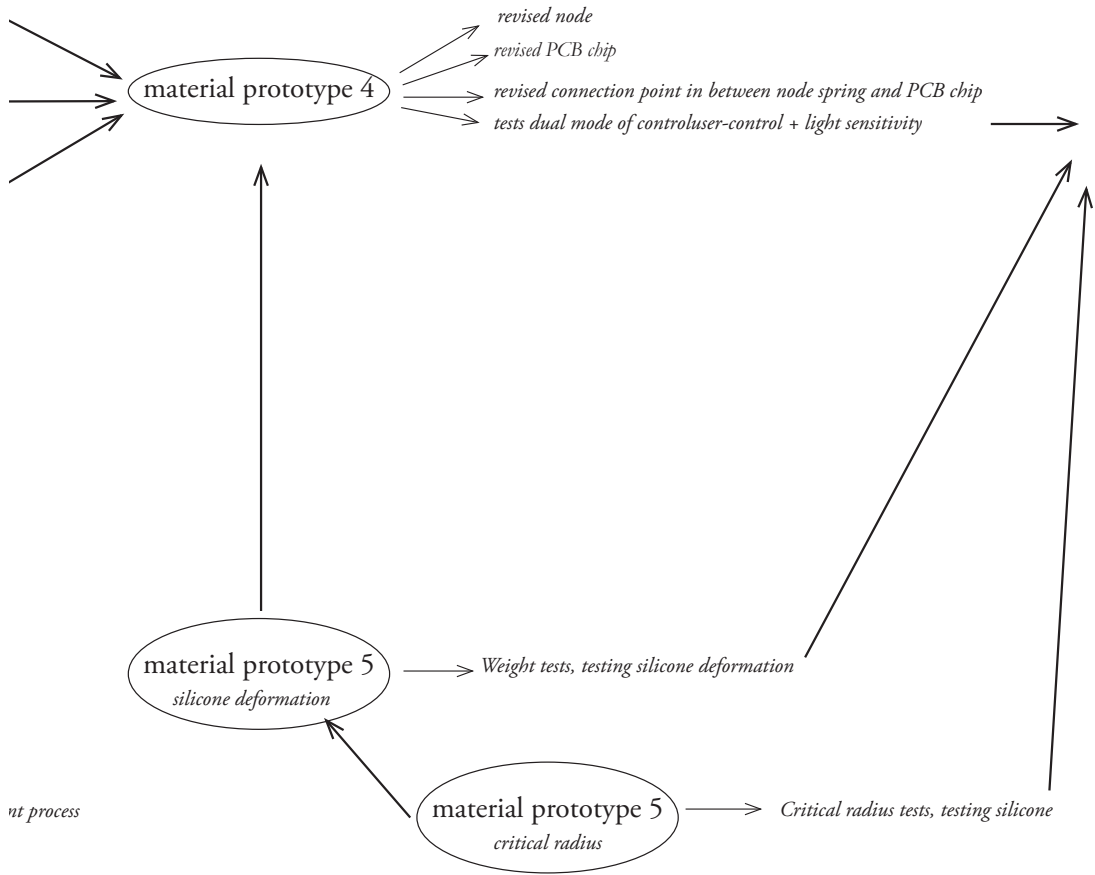 revised node
revised PCB chip
material prototype 4
revised connection point in between node spring and PCB chip
tests dual mode of controluser-control + light sensitivity
material prototype 5
silicone deformation
Weight tests, testing silicone deformation
material prototype 5
critical radius
Critical radius tests, testing silicone
nt process